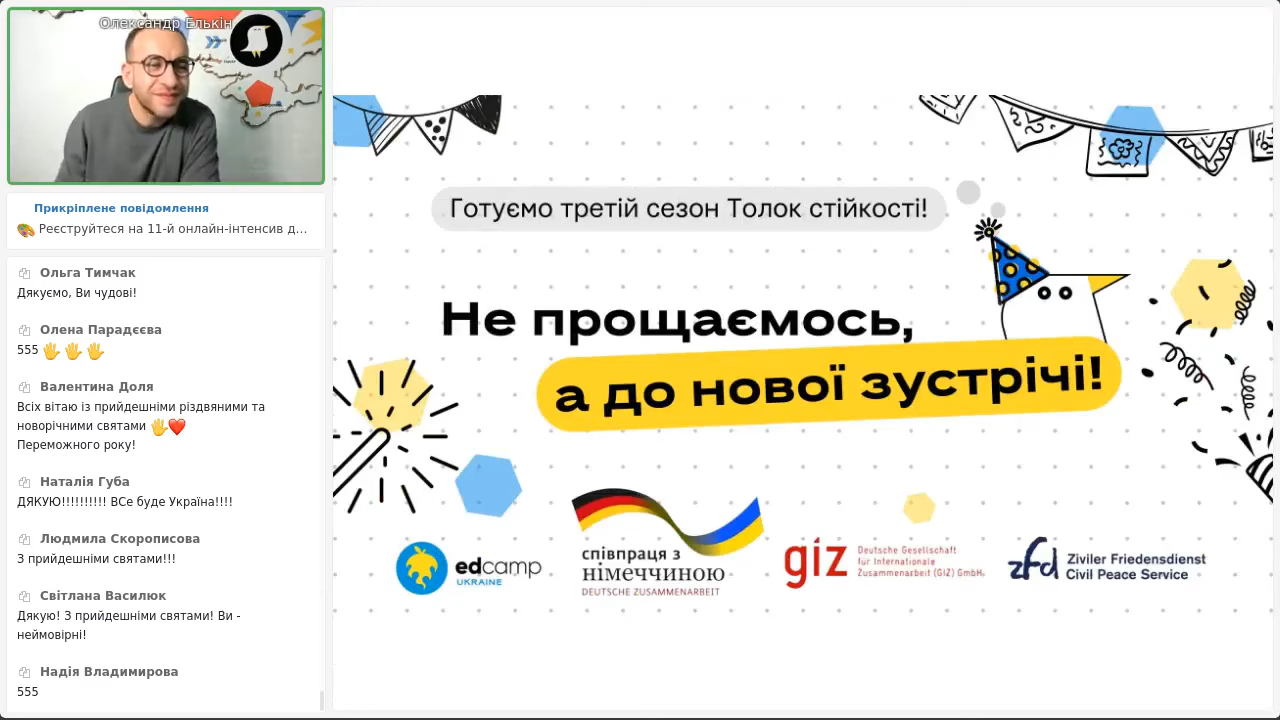 Олександр Елькін
Прикріплене повідомлення
Реєструйтеся на 11-й онлайн-інтенсив д...
Ольга Тимчак
Дякуємо, Ви чудові!
Олена Парадєєва
555 🖐️🖐️🖐️
Валентина Доля
Всіх вітаю із прийдешніми різдвяними та
новорічними святами 🖐️❤️
Переможного року!
Наталія Губа
ДЯКУЮ!!!!!!!!!! ВСе буде Україна!!!!
Людмила Скорописова
З прийдешніми святами!!!
Світлана Василюк
Дякую! З прийдешніми святами! Ви -
неймовірні!
Надія Владимирова
555
Готуємо третій сезон Толок стійкості!
Не прощаємось,
а до нової зустрічі!
edcamp
UKRAINE
співпраця з
німеччиною
DEUTSCHE ZUSAMMENARBEIT
giz
Deutsche Gesellschaft
für Internationale
Zusammenarbeit (GIZ) GmbH
zfd
Ziviler Friedensdienst
Civil Peace Service